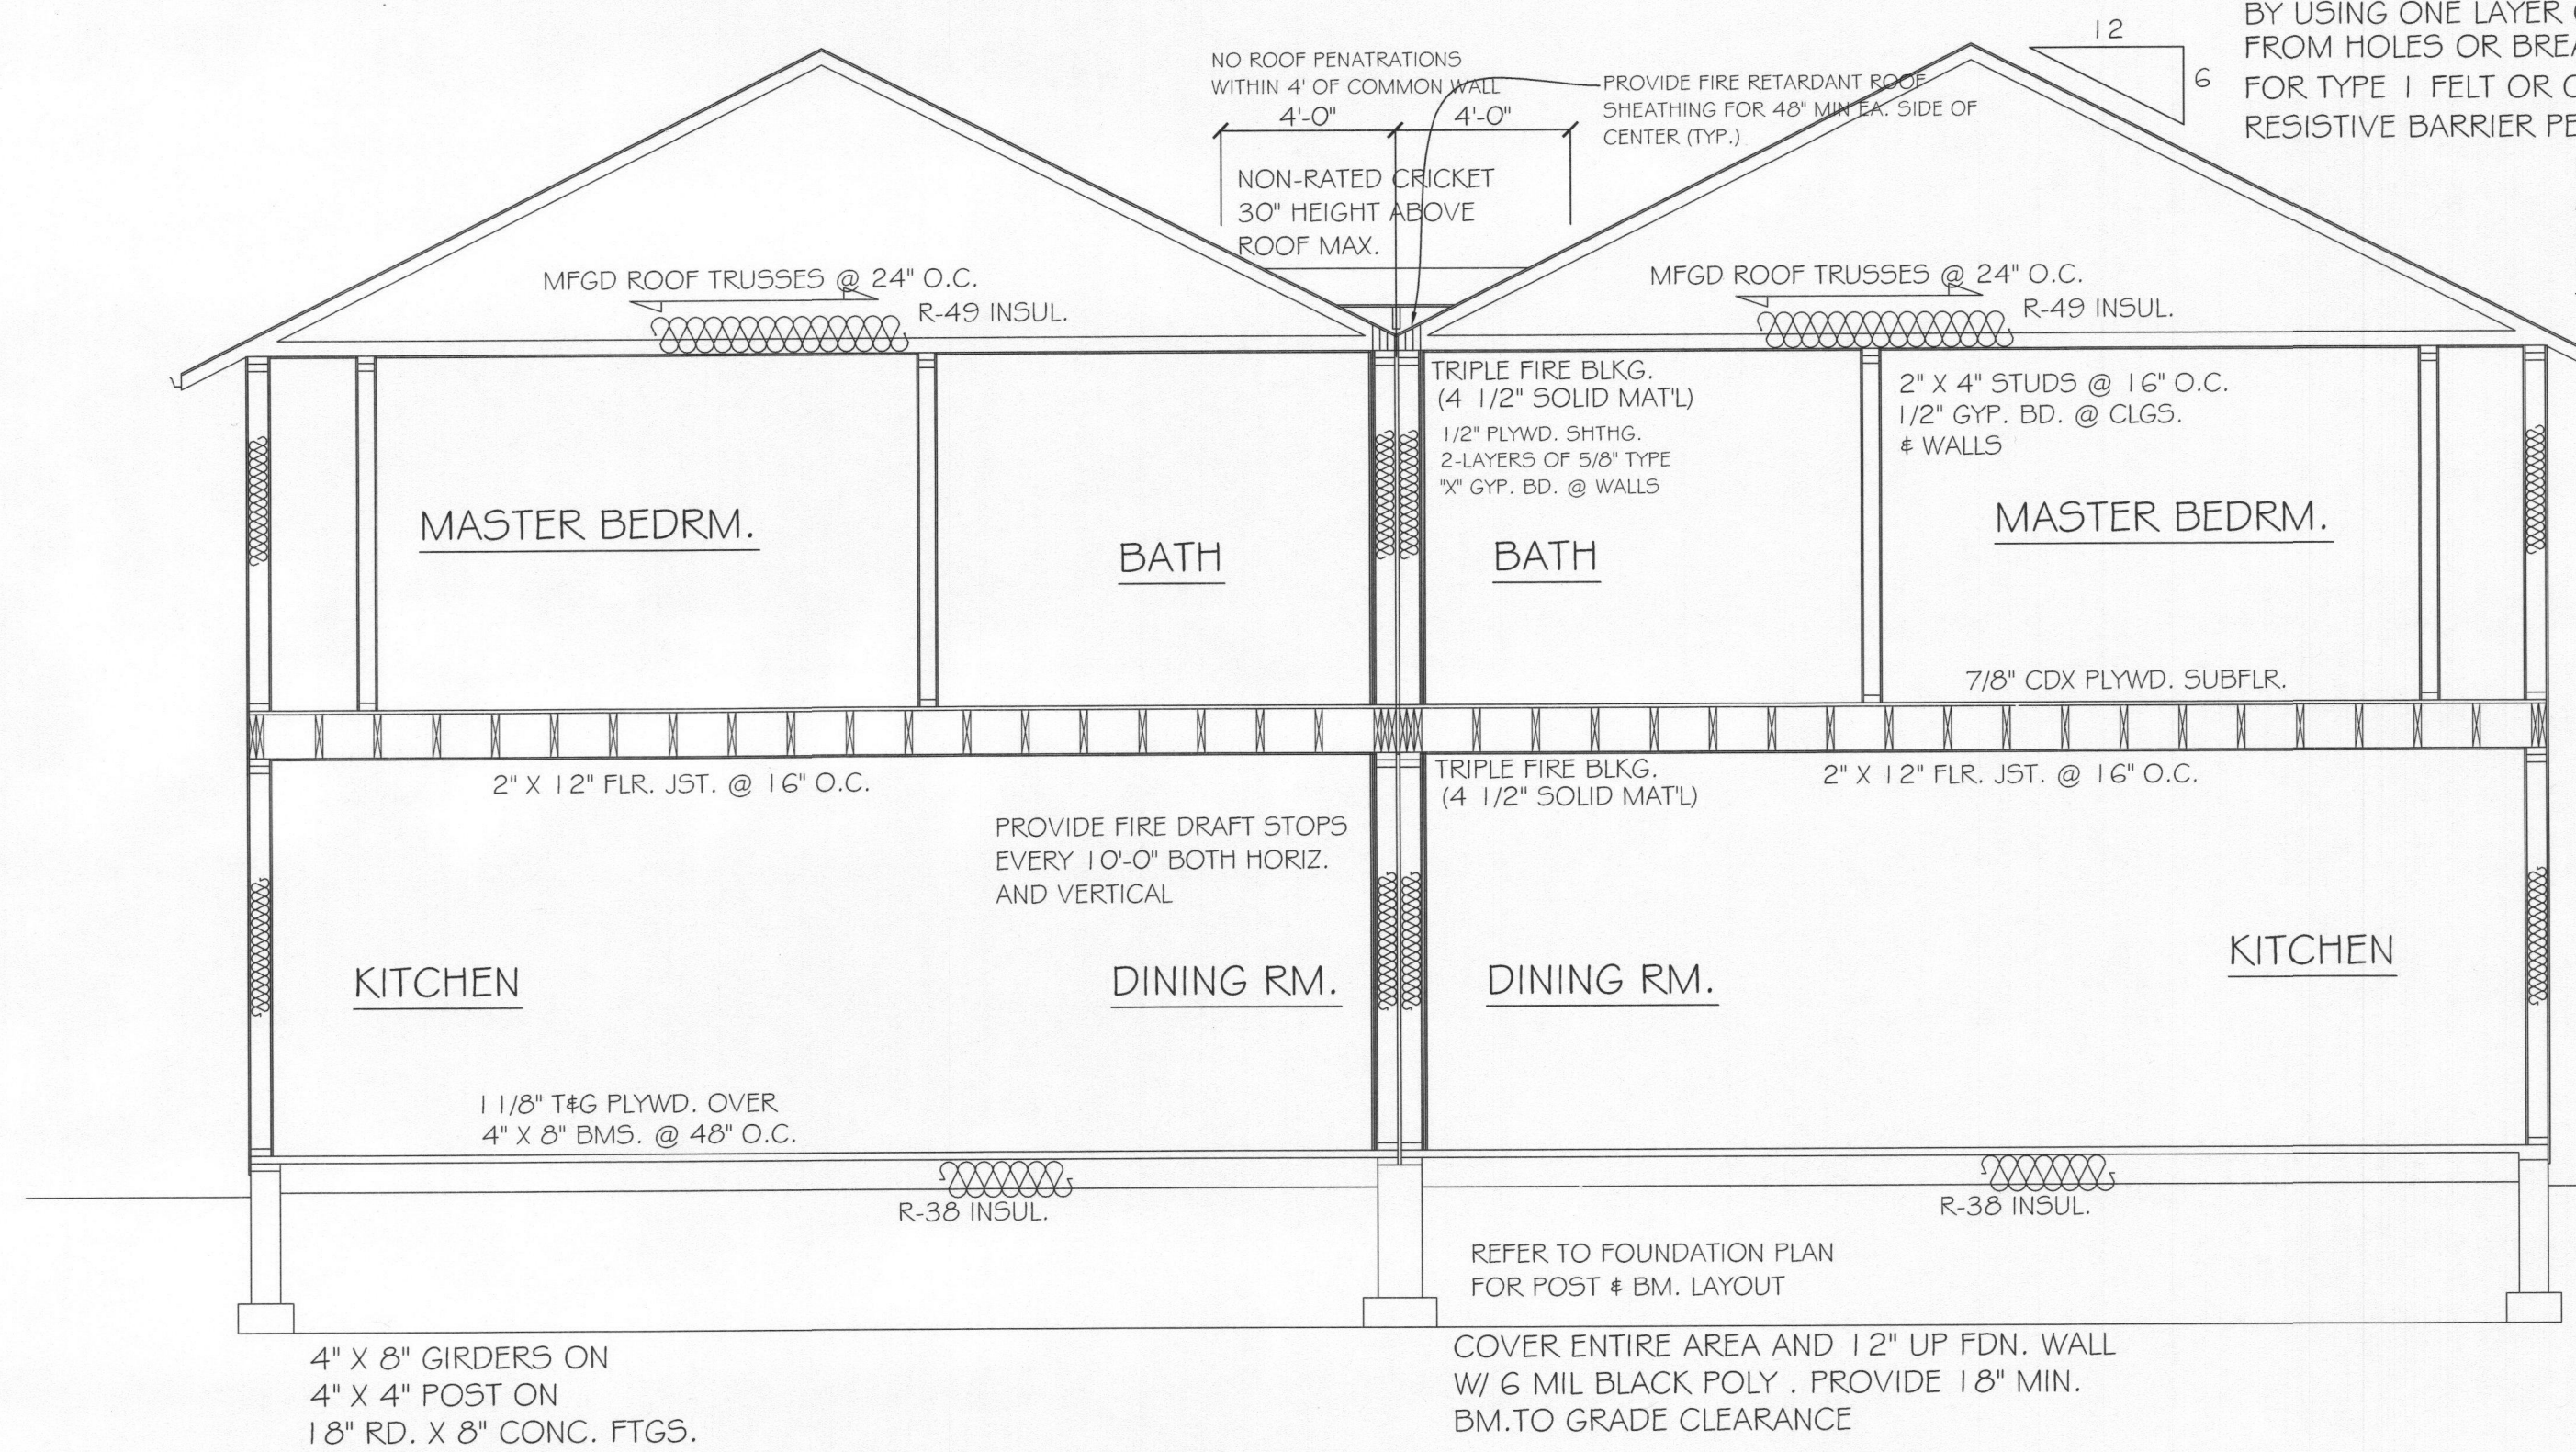 NO ROOF PENATRATIONS
WITHIN 4' OF COMMON WALL
4'-0"
4'-0"
PROVIDE FIRE RETARDANT ROOF
SHEATHING FOR 48" MIN EA. SIDE OF
CENTER (TYP.)
12
6
BY USING ONE LAYER
FROM HOLES OR
FOR TYPE 1 FELT OR
RESISTIVE BARRIER
NON-RATED CRICKET
30" HEIGHT ABOVE
ROOF MAX.
MFGD ROOF TRUSSES @ 24" O.C.
R-49 INSUL.
MFGD ROOF TRUSSES @ 24" O.C.
R-49 INSUL.
TRIPLE FIRE BLKG.
(4 1/2" SOLID MAT'L)
1/2" PLYWD. SHTHG.
2-LAYERS OF 5/8" TYPE
"X" GYP. BD. @ WALLS
2" X 4" STUDS @ 16" O.C.
1/2" GYP. BD. @ CLGS.
& WALLS
MASTER BEDRM.
BATH
BATH
MASTER BEDRM.
7/8" CDX PLYWD. SUBFLR.
2" X 12" FLR. JST. @ 16" O.C.
TRIPLE FIRE BLKG.
(4 1/2" SOLID MAT'L)
2" X 12" FLR. JST. @ 16" O.C.
PROVIDE FIRE DRAFT STOPS
EVERY 10'-0" BOTH HORIZ.
AND VERTICAL
KITCHEN
DINING RM.
DINING RM.
KITCHEN
1 1/8" T&G PLYWD. OVER
4" X 8" BMS. @ 48" O.C.
R-38 INSUL.
R-38 INSUL.
REFER TO FOUNDATION PLAN
FOR POST & BM. LAYOUT
4" X 8" GIRDERS ON
4" X 4" POST ON
18" RD. X 8" CONC. FTGS.
COVER ENTIRE AREA AND 12" UP FDN. WALL
W/ 6 MIL BLACK POLY . PROVIDE 18" MIN.
BM.TO GRADE CLEARANCE